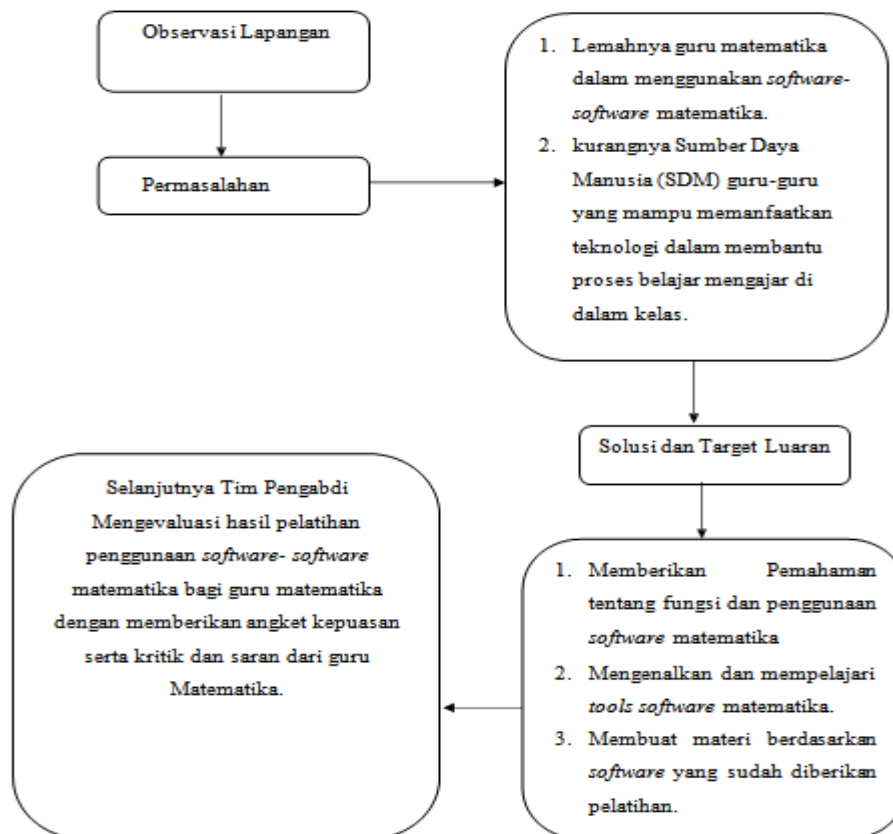 Observasi Lapangan
Permasalahan
1. Lemahnya guru matematika
dalam menggunakan software-
software matematika.
2. kurangnya Sumber Daya
Manusia (SDM) guru-guru
yang mampu memanfaatkan
teknologi dalam membantu
proses belajar mengajar di
dalam kelas.
Solusi dan Target Luaran
1. Memberikan Pemahaman
tentang fungsi dan penggunaan
software matematika
2. Mengenalkan dan mempelajari
tools software matematika.
3. Membuat materi berdasarkan
software yang sudah diberikan
pelatihan.
Selanjutnya Tim Pengabdi
Mengevaluasi hasil pelatihan
penggunaan software- software
matematika bagi guru matematika
dengan memberikan angket kepuasan
serta kritik dan saran dari guru
Matematika.